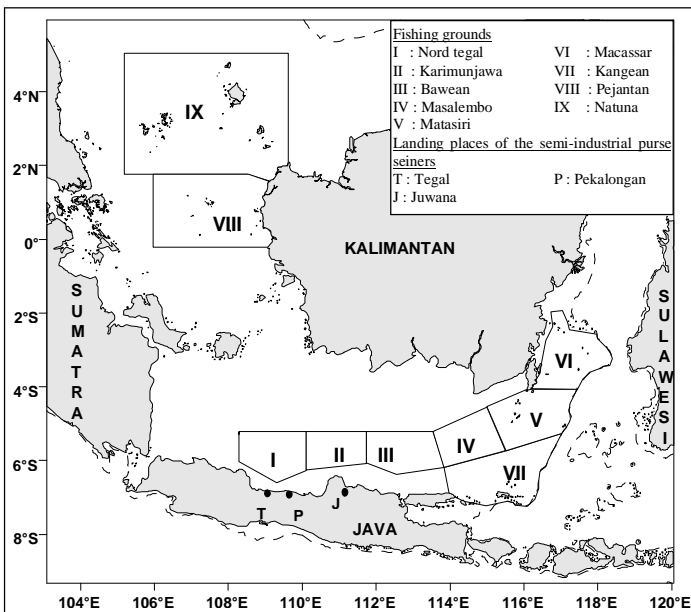 Fishing grounds
I : Nord tegal VI : Macassar
II : Karimunjawa VII : Kangean
III : Bawean VIII : Pejantan
IV : Masalembo IX : Natuna
V : Matasiri
Landing places of the semi-industrial purse
seiners
T : Tegal P : Pekalongan
J : Juwana
4°N
2°N
0°
2°S
4°S
6°S
8°S
IX
VIII
KALIMANTAN
SUMATRA
SULAWESI
VI
V
IV
I
II
III
VII
T
P
J
JAVA
104°E 106°E 108°E 110°E 112°E 114°E 116°E 118°E 120°E